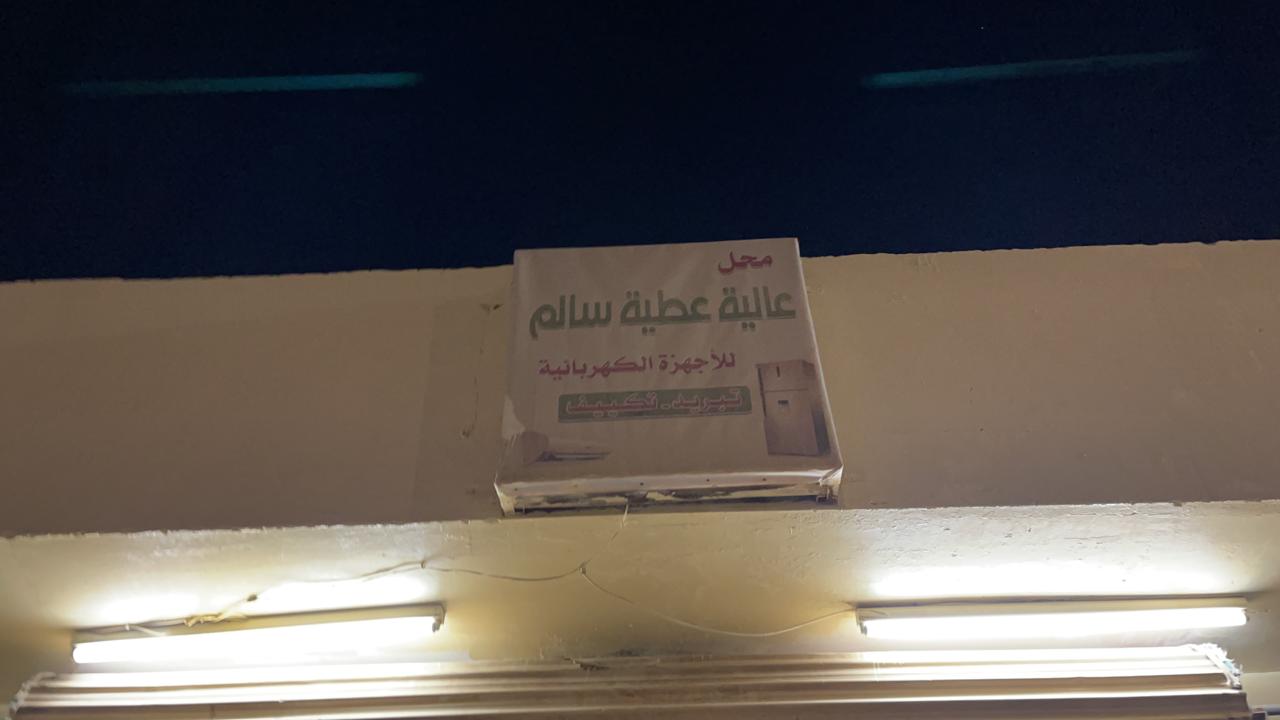 محل
عالية عطية سالم
للأجهزة الكهربائية
تبريد - تكييف